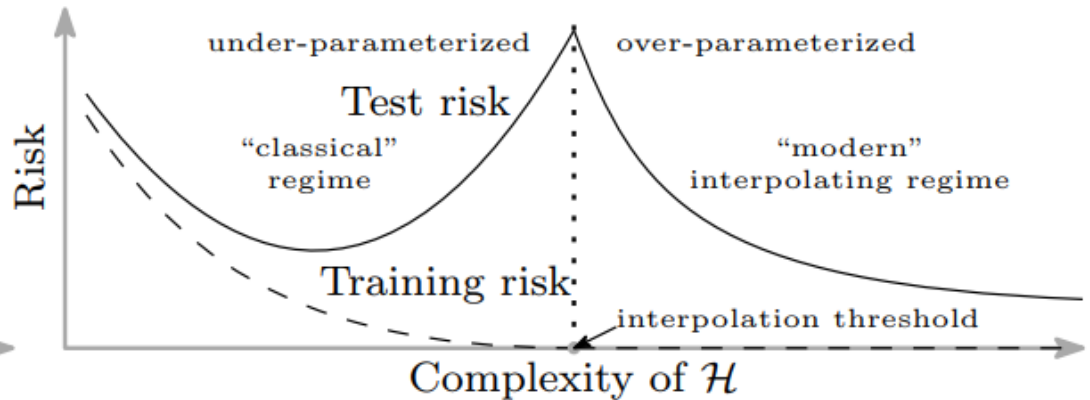 under-parameterized
over-parameterized
Test risk
“classical”
regime
“modern”
interpolating regime
Risk
Training risk
interpolation threshold
Complexity of ℋ